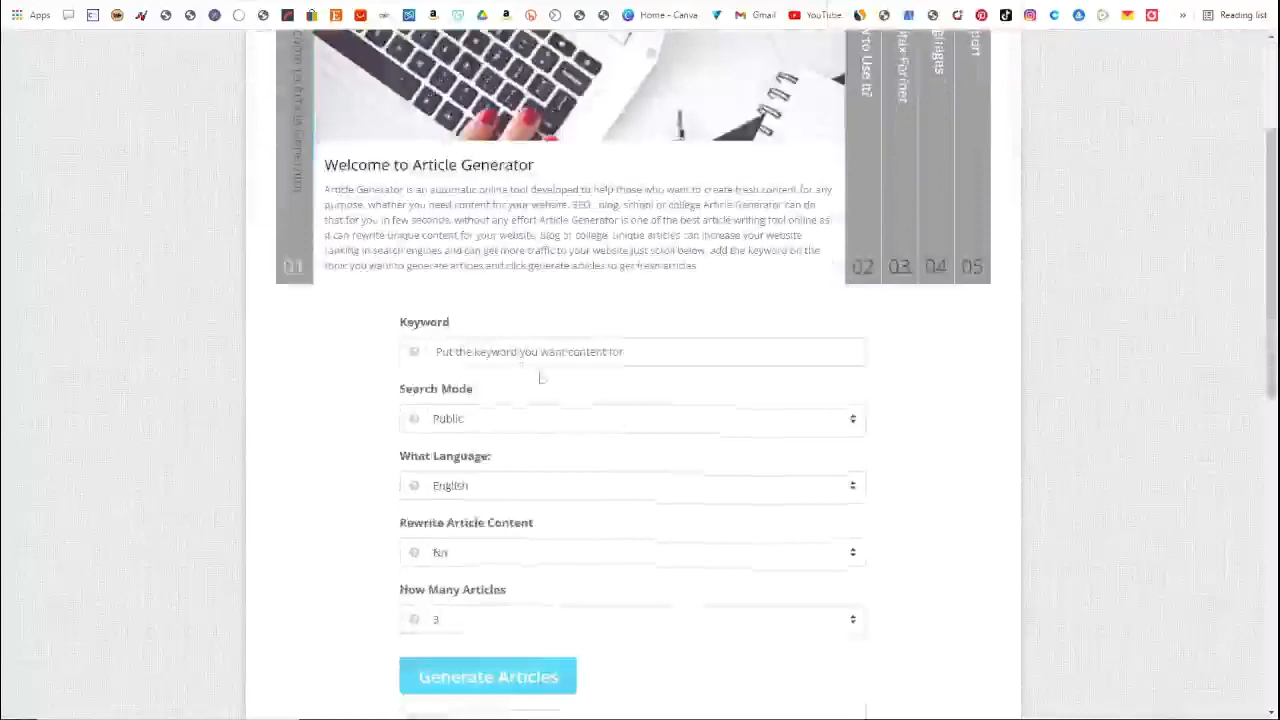 Apps
Home - Canva
Gmail
YouTube
»
Reading list
to Use it?
01
02
03
04
05
Welcome to Article Generator
Article Generator is an automatic online tool developed to help those who want to create fresh content for any
purpose, whether you need content for your website, SEO, blog, school or college Article Generator can do
that for you in few seconds, without any effort Article Generator is one of the best article writing tool online as
it can rewrite unique content for your website, Blog or college. Unique articles can increase your website
ranking in search engines and can get more traffic to your website just scroll below, add the keyword on the
topic you want to generate articles and click generate articles to get fresh articles
Keyword
Put the keyword you want content for
Search Mode
Public
What Language:
English
Rewrite Article Content
No
How Many Articles
3
Generate Articles